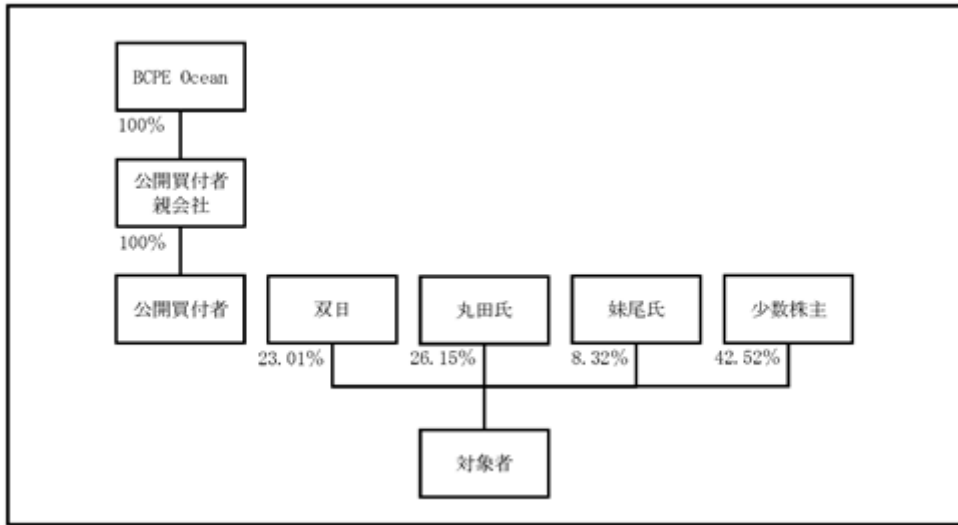 BCPE Ocean
100%
公開買付者
親会社
100%
公開買付者
双日
丸田氏
妹尾氏
少数株主
23.01%
26.15%
8.32%
42.52%
対象者